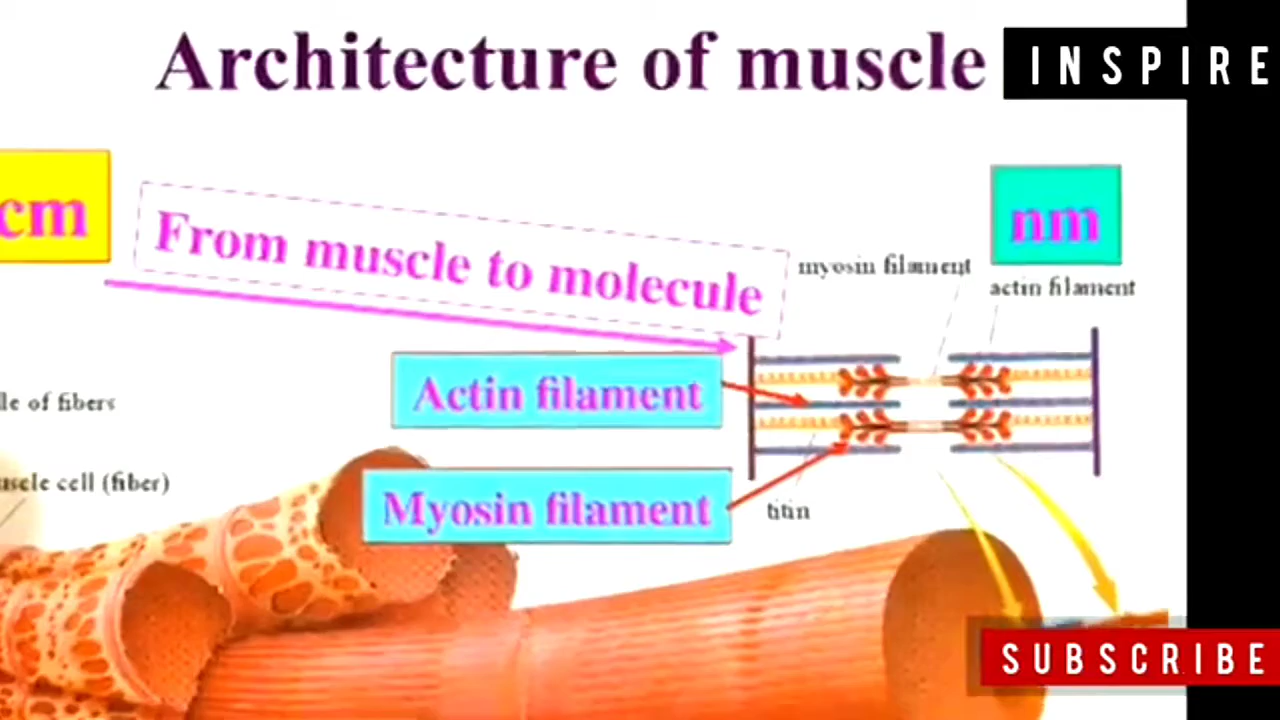 Architecture of muscle
INSPIRE
cm
From muscle to molecule
nm
myosin filament
actin filament
Actin filament
le of fibers
cell (fiber)
Myosin filament
titin
SUBSCRIBE